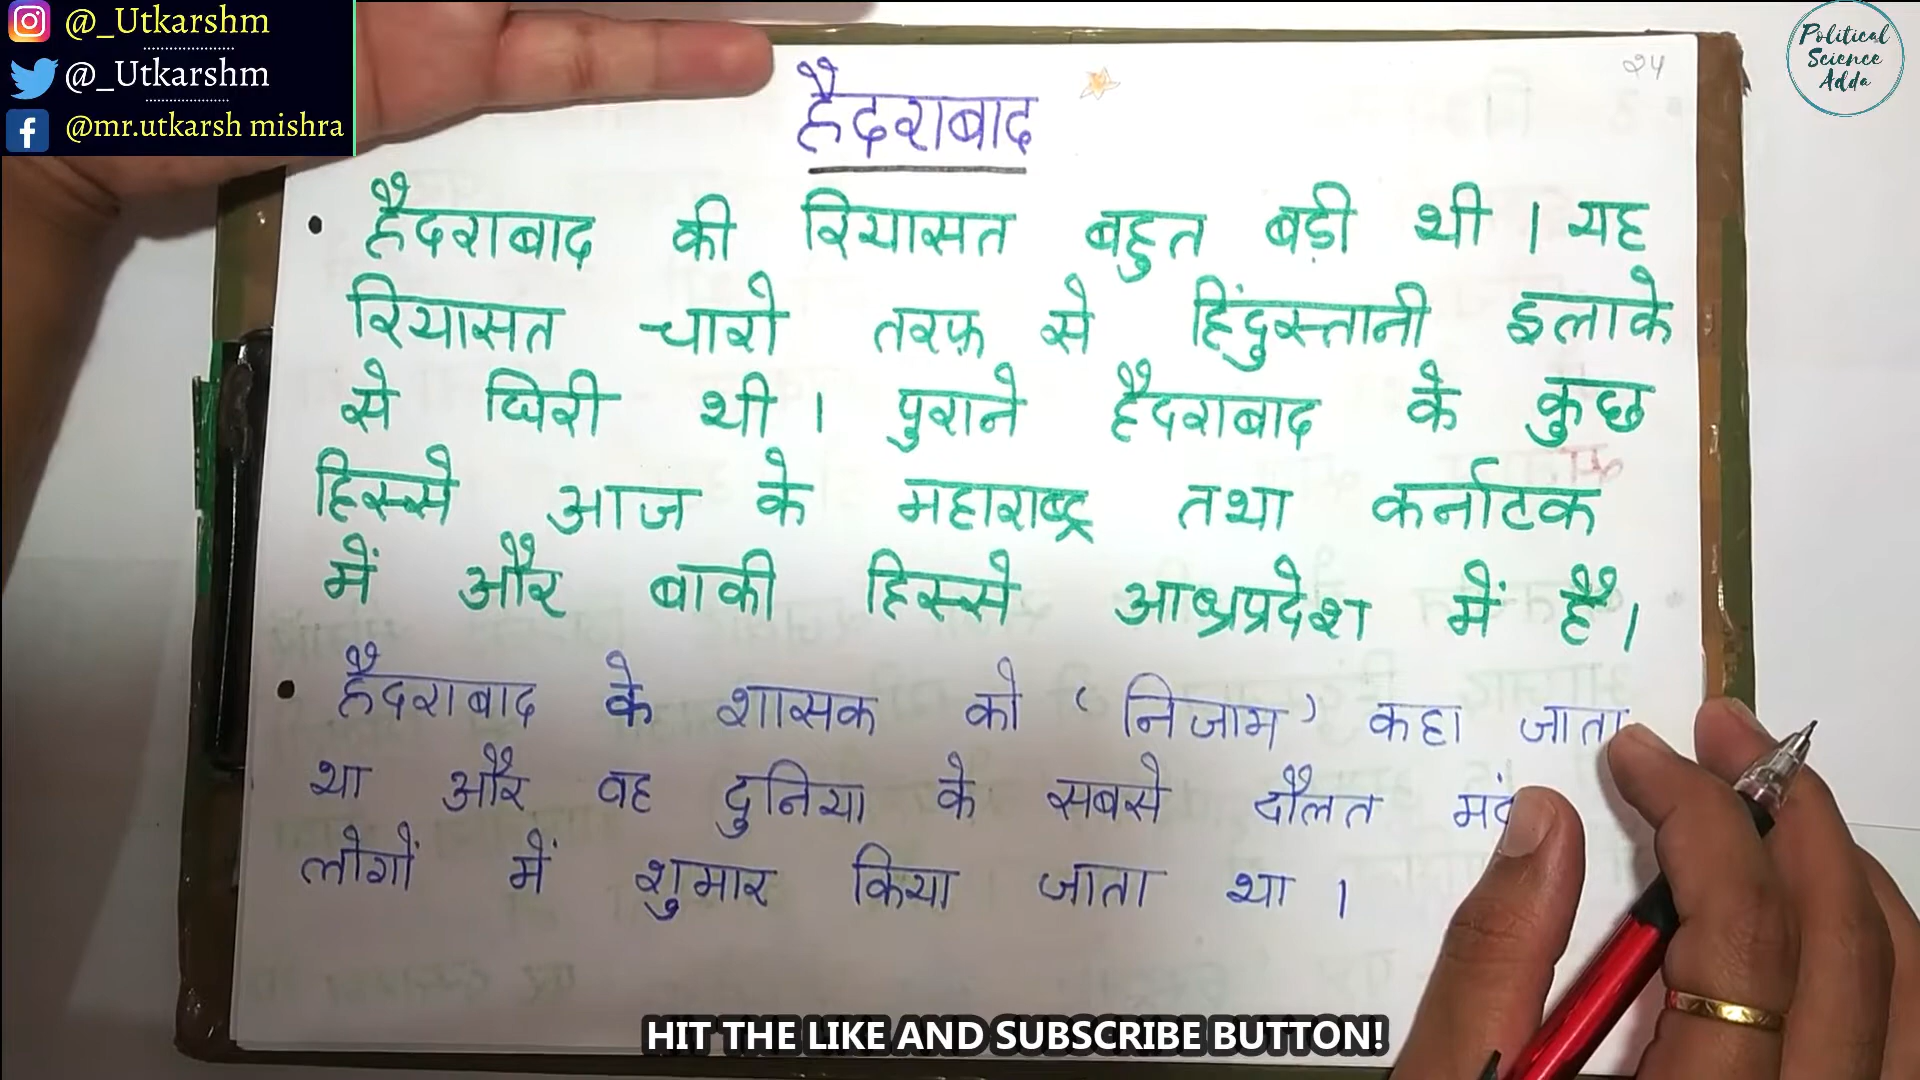 @_Utkarshm
@_Utkarshm
@mr.utkarsh mishra
Political
Science
Adda
२५
हैदराबाद
• हैदराबाद की रियासत बहुत बड़ी थी । यह
रियासत चारो तरफ़ से हिंदुस्तानी इलाके
से घिरी थी । पुराने हैदराबाद के कुछ
हिस्से आज के महाराष्ट्र तथा कर्नाटक
में और बाकी हिस्से आन्ध्रप्रदेश में है ।
• हैदराबाद के शासक को 'निजाम' कहा जाता
था और वह दुनिया के सबसे दौलत मंद
लोगों में शुमार किया जाता था ।
HIT THE LIKE AND SUBSCRIBE BUTTON!